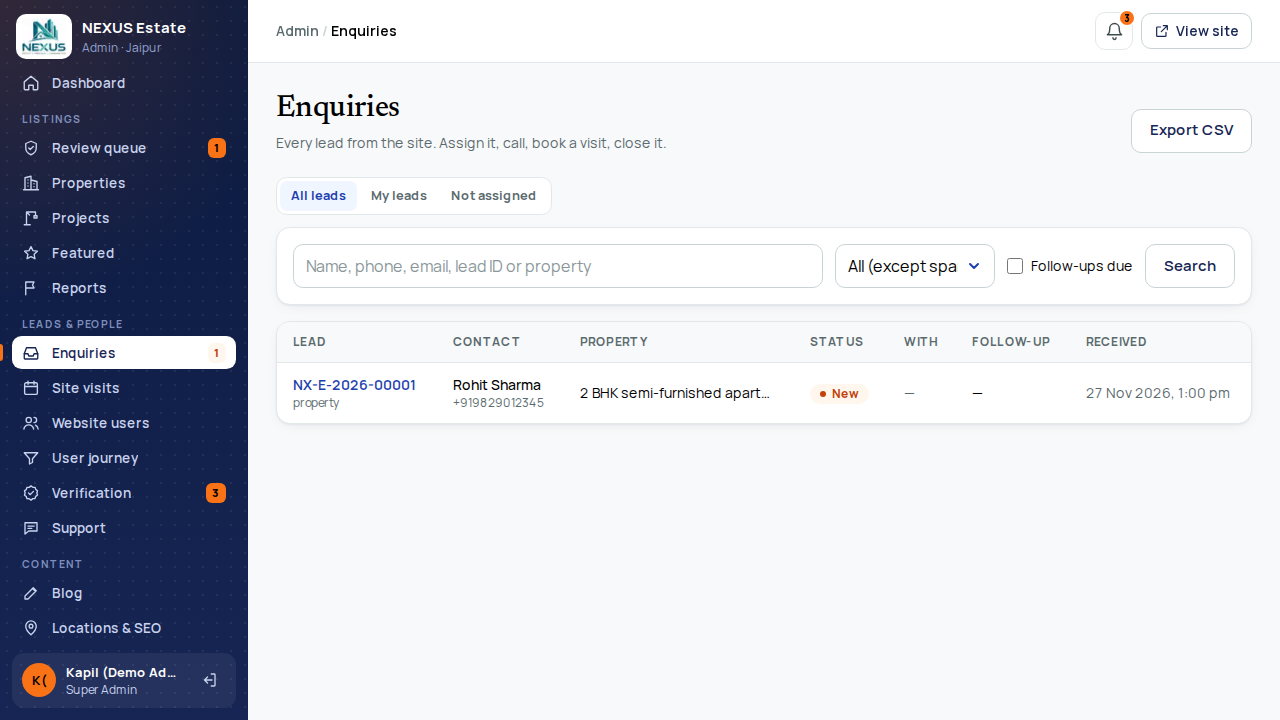 NEXUS
NEXUS Estate
Admin · Jaipur
Dashboard
LISTINGS
Review queue 1
Properties
Projects
Featured
Reports
LEADS & PEOPLE
Enquiries 1
Site visits
Website users
User journey
Verification 3
Support
CONTENT
Blog
Locations & SEO
K( Kapil (Demo Ad...
Super Admin
Admin / Enquiries
3
View site
Enquiries
Every lead from the site. Assign it, call, book a visit, close it.
Export CSV
All leads My leads Not assigned
Name, phone, email, lead ID or property All (except spa Follow-ups due Search
LEAD CONTACT PROPERTY STATUS WITH FOLLOW-UP RECEIVED
NX-E-2026-00001 Rohit Sharma 2 BHK semi-furnished apart... New — — 27 Nov 2026, 1:00 pm
property +919829012345